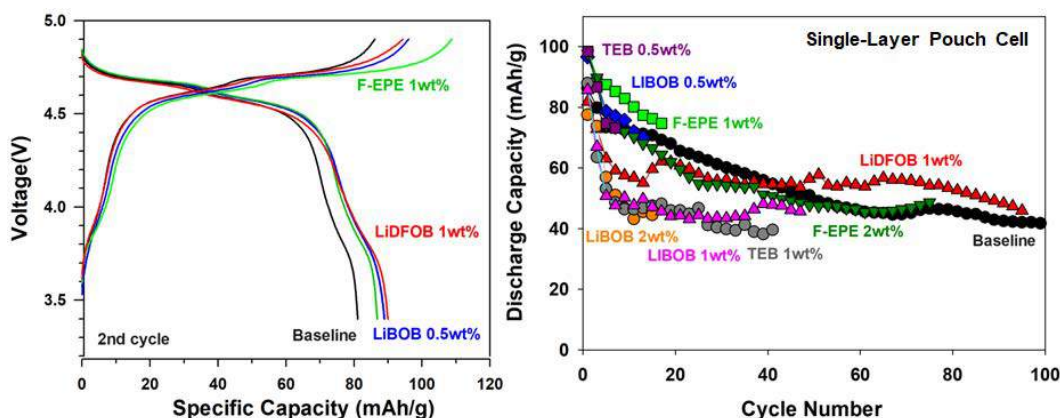 5.0
4.5
4.0
3.5
0
20
40
60
80
100
120
Voltage(V)
Specific Capacity (mAh/g)
F-EPE 1wt%
LiDFOB 1wt%
Baseline
LiBOB 0.5wt%
2nd cycle
Single-Layer Pouch Cell
100
80
60
40
20
0
0
20
40
60
80
100
Discharge Capacity (mAh/g)
Cycle Number
TEB 0.5wt%
LIBOB 0.5wt%
F-EPE 1wt%
LiDFOB 1wt%
LiBOB 2wt%
F-EPE 2wt%
LIBOB 1wt%
TEB 1wt%
Baseline